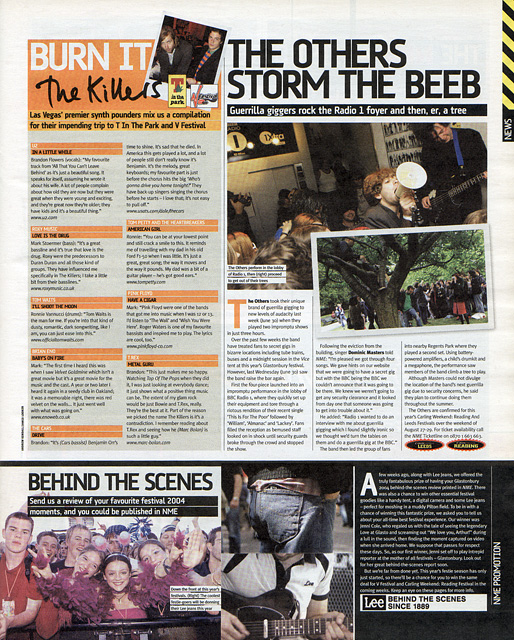 BURN IT
The Killers
T
in the
park
Festival
Las Vegas' premier synth pounders mix us a compilation
for their impending trip to T In The Park and V Festival
U2
IN A LITTLE WHILE
Brandon Flowers (vocals): "My favourite
track from 'All That You Can't Leave
Behind' as it's just a beautiful song. It
speaks for itself, assuming he wrote it
about his wife. A lot of people complain
about how old they are now but they were
great when they were young and exciting,
and they're great now they're older; they
have kids and it's a beautiful thing."
www.u2.com
ROXY MUSIC
LOVE IS THE DRUG
Mark Stoermer (bass): "It's a great
bassline and it's true that love is the
drug. Roxy were the predecessors to
Duran Duran and all those kind of
groups. They have influenced me
specifically in The Killers; I take a little
bit from their basslines."
www.roxymusic.co.uk
TOM WAITS
I'LL SHOOT THE MOON
Ronnie Vannucci (drums): "Tom Waits is
the man for me. If you're into that kind of
dusty, romantic, dark songwriting, like I
am, you can just ease into this."
www.officialtomwaits.com
BRIAN ENO
BABY'S ON FIRE
Mark: "The first time I heard this was
when I saw Velvet Goldmine which isn't a
great movie but it's a great movie for the
music and the cast. A year or two later I
heard it again in a seedy club in Oakland.
It was a memorable night, there was red
velvet on the walls... It just went well
with what was going on."
www.enoweb.co.uk
THE CARS
DRIVE
Brandon: "It's (Cars bassist) Benjamin Orr's
time to shine. It's sad that he died. In
America this gets played a lot, and a lot
of people still don't really know it's
Benjamin. It's the melody, great
keyboards; my favourite part is just
before the chorus hits the big 'Who's
gonna drive you home tonight?' They
have back-up singers singing the chorus
before he starts – I love that; it's not easy
to pull off."
TOM PETTY AND THE HEARTBREAKERS
AMERICAN GIRL
Ronnie: "You can be at your lowest point
and still crack a smile to this. It reminds
me of travelling with my dad in his old
Ford F1-50 when I was little. It's just a
great, great song; the way it moves and
the way it pounds. My dad was a bit of a
guitar player – he's got good ears."
www.tompetty.com
PINK FLOYD
HAVE A CIGAR
Mark: "Pink Floyd were one of the bands
that got me into music when I was 12 or 13.
I'd listen to 'The Wall' and 'Wish You Were
Here'. Roger Waters is one of my favourite
bassists and inspired me to play. The lyrics
are cool, too."
www.pinkfloyd-co.com
T REX
METAL GURU
Brandon: "This just makes me so happy.
Watching Top Of The Pops when they did
it, was just looking at everybody dance;
it just shows what a positive thing music
can be. The extent of my glam rock
would be just Bowie and T Rex, really.
They're the best at it. Part of the reason
we picked the name The Killers is it's a
contradiction. I remember reading about
T.Rex and seeing how he (Marc Bolan) is
such a little guy."
www.marc-bolan.com
THE OTHERS
STORM THE BEEB
Guerrilla giggers rock the Radio 1 foyer and then, er, a tree
NEWS
RADIO
1
1Xtra
The Others perform in the lobby
of Radio 1, then (right) proceed
to get out of their trees
The Others took their unique
brand of guerrilla gigging to
new levels of audacity last
week (June 30) when they
played two impromptu shows
in just three hours.
Over the past few weeks the band
have treated fans to secret gigs in
bizarre locations including tube trains,
buses and a midnight session in the Vice
tent at this year's Glastonbury festival.
However, last Wednesday (June 30) saw
the band raise the bar again.
First the four-piece launched into an
impromptu performance in the lobby of
BBC Radio 1, where they quickly set up
their equipment and tore through a riotous
rendition of their recent single
'This Is For The Poor' followed by
'William', 'Almanac' and 'Lackey'. Fans
filled the reception as bemused staff
looked on in shock until security guards
broke through the crowd and stopped
the show.
Following the eviction from the
building, singer Dominic Masters told
NME: "I'm pleased we got through four
songs. We gave hints on our website
that we were going to have a secret gig
but with the BBC being the BBC we
couldn't announce that it was going to
be there. We knew we weren't going to
get any security clearance and it looked
from day one that someone was going
to get into trouble about it."
He added: "Radio 1 wanted to do an
interview with me about guerrilla
gigging which I found slightly ironic so
we thought we'd turn the tables on
them and do a guerrilla gig at the BBC."
The band then led the group of fans
into nearby Regents Park where they
played a second set. Using battery-
powered amplifiers, a child's drumkit and
a megaphone, the performance saw
members of the band climb a tree to play.
Although Masters could not divulge
the location of the band's next guerrilla
gig due to security concerns, he said
they plan to continue doing them
throughout the summer.
The Others are confirmed for this
year's Carling Weekend: Reading And
Leeds Festivals over the weekend of
August 27-29. For ticket availability call
the NME Ticketline on 0870 1 663 663.
LEEDS
READING
BEHIND THE SCENES
Send us a review of your favourite festival 2004
moments, and you could be published in NME
Down the front at this year's
festivals. (Right) The coolest
festie-goers will be donning
their Lee jeans this year
A few weeks ago, along with Lee Jeans, we offered the
truly fantabulous prize of having your Glastonbury
2004 behind-the-scenes review printed in NME. There
was also a chance to win other essential festival
goodies like a handy tent, a digital camera and some Lee jeans
– perfect for moshing in a muddy Pilton field. To be in with a
chance of winning this fantastic prize, we asked you to tell us
about your all-time best festival experience. Our winner was
Jenni Cole, who regaled us with the tale of seeing the legendary
Love at Glasto and screaming out "We love you, Arthur!" during
a lull in the sound, then finding the moment captured on video
when she arrived home. We suppose that passes for respect
these days. So, as our first winner, Jenni set off to play intrepid
reporter at the mother of all festivals – Glastonbury. Look out
for her great behind-the-scenes report soon.
But we're far from done yet. This year's festie season has only
just started, so there'll be a chance for you to win the same
deal for V Festival and Carling Weekend: Reading Festival in the
coming weeks. Keep an eye on these pages for more info.
Lee
BEHIND THE SCENES
SINCE 1889
NME PROMOTION